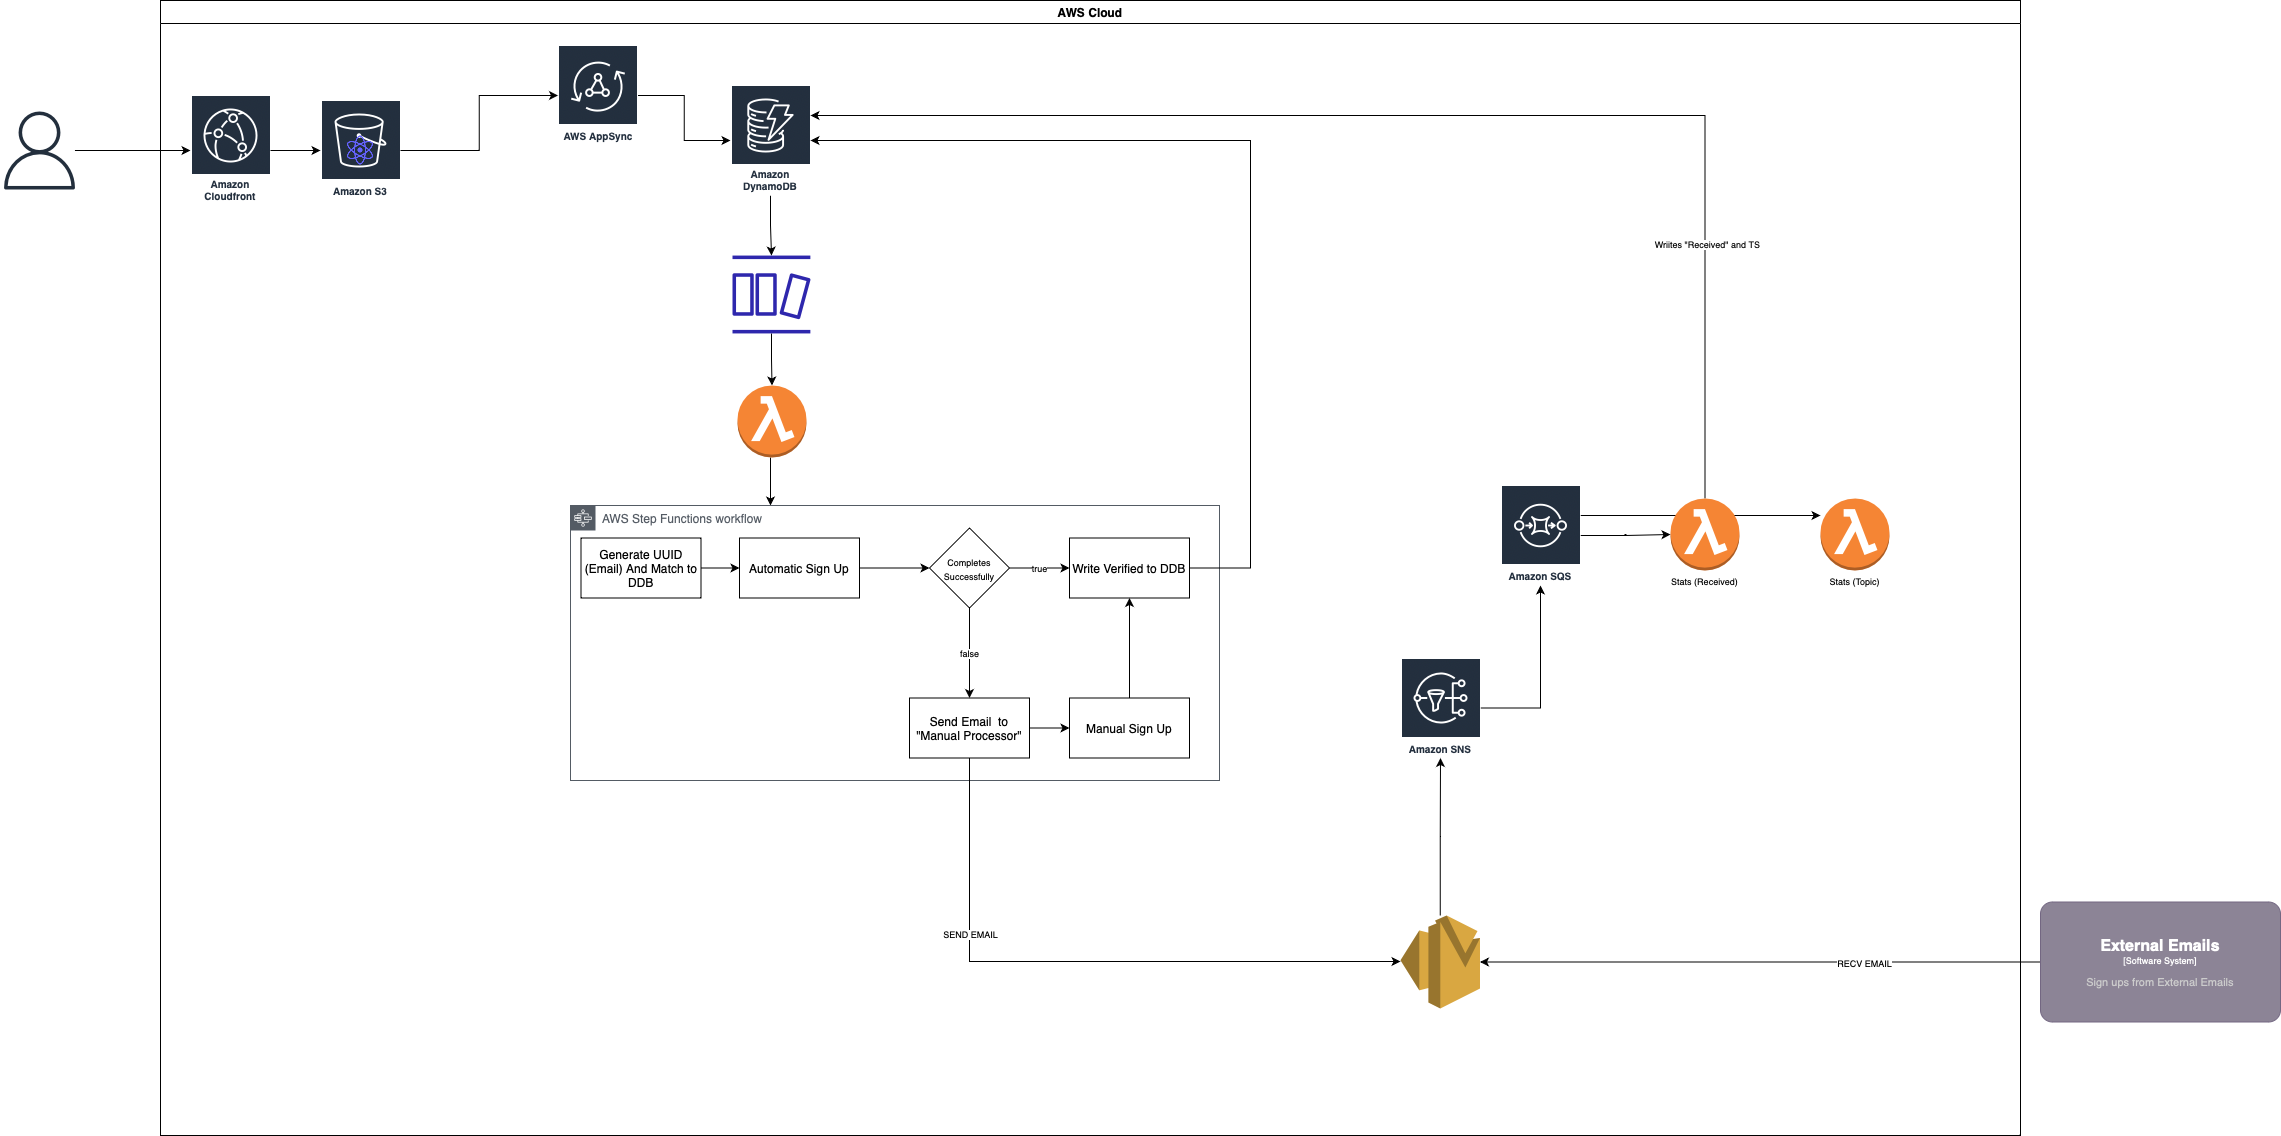 AWS Cloud
AWS AppSync
Amazon
Cloudfront
Amazon S3
Amazon
DynamoDB
Wriites "Received" and TS
AWS Step Functions workflow
Generate UUID
(Email) And Match to
DDB
Automatic Sign Up
Completes
Successfully
true
Write Verified to DDB
false
Send Email to
"Manual Processor"
Manual Sign Up
Amazon SQS
Stats (Received)
Stats (Topic)
Amazon SNS
SEND EMAIL
RECV EMAIL
External Emails
[Software System]
Sign ups from External Emails